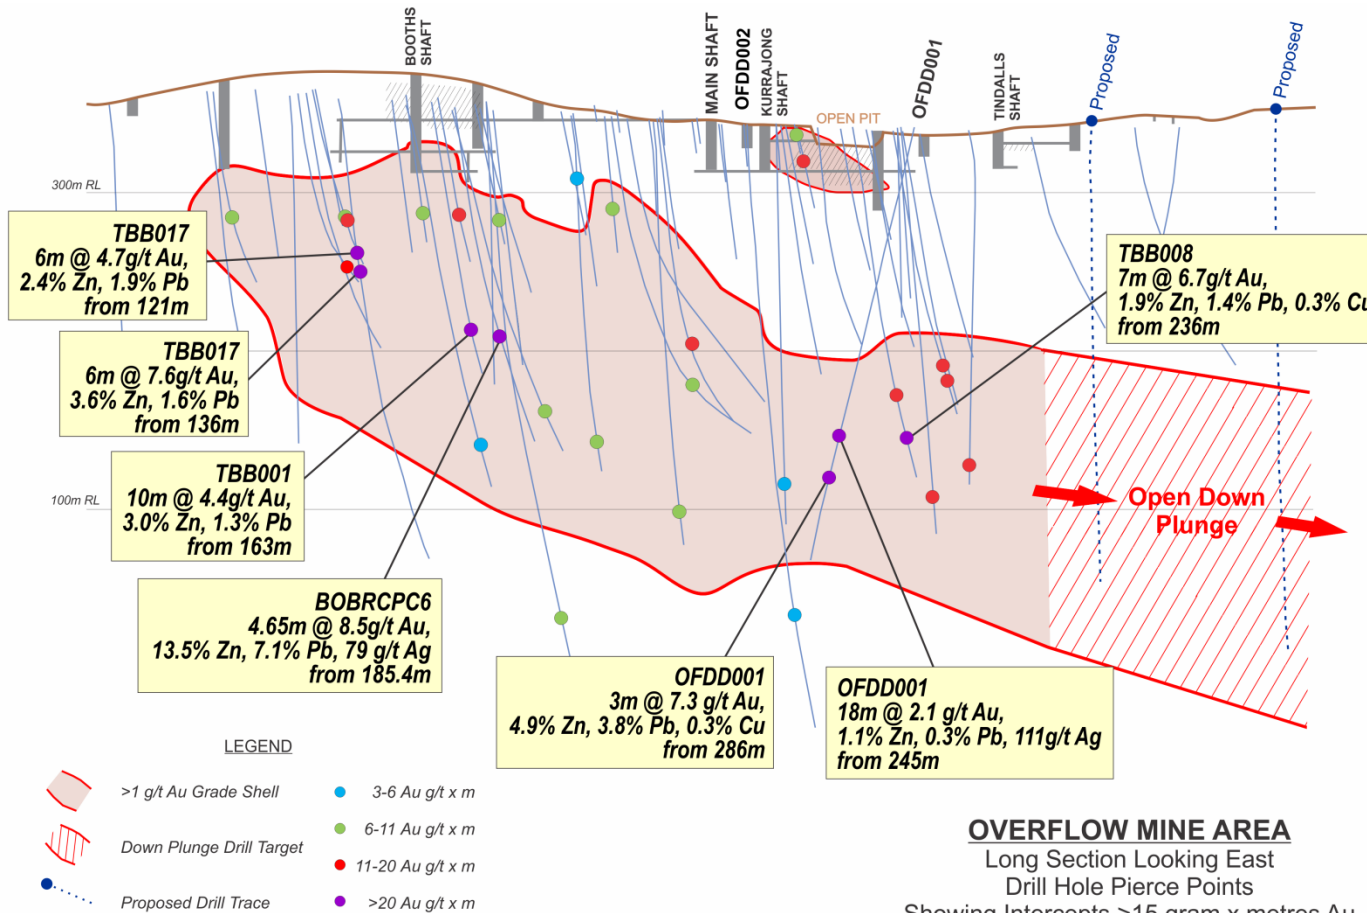 BOOTHS
SHAFT
MAIN SHAFT
OFDD002
KURRAJONG
SHAFT
OPEN PIT
OFDD001
TINDALLS
SHAFT
Proposed
Proposed
300m RL
100m RL
TBB017
6m @ 4.7g/t Au,
2.4% Zn, 1.9% Pb
from 121m
TBB017
6m @ 7.6g/t Au,
3.6% Zn, 1.6% Pb
from 136m
TBB001
10m @ 4.4g/t Au,
3.0% Zn, 1.3% Pb
from 163m
BOBRCPC6
4.65m @ 8.5g/t Au,
13.5% Zn, 7.1% Pb, 79 g/t Ag
from 185.4m
OFDD001
3m @ 7.3 g/t Au,
4.9% Zn, 3.8% Pb, 0.3% Cu
from 286m
OFDD001
18m @ 2.1 g/t Au,
1.1% Zn, 0.3% Pb, 111g/t Ag
from 245m
TBB008
7m @ 6.7g/t Au,
1.9% Zn, 1.4% Pb, 0.3% Cu
from 236m
Open Down
Plunge
LEGEND
>1 g/t Au Grade Shell
Down Plunge Drill Target
Proposed Drill Trace
3-6 Au g/t x m
6-11 Au g/t x m
11-20 Au g/t x m
>20 Au g/t x m
OVERFLOW MINE AREA
Long Section Looking East
Drill Hole Pierce Points
Showing Intercepts >15 gram x metres Au